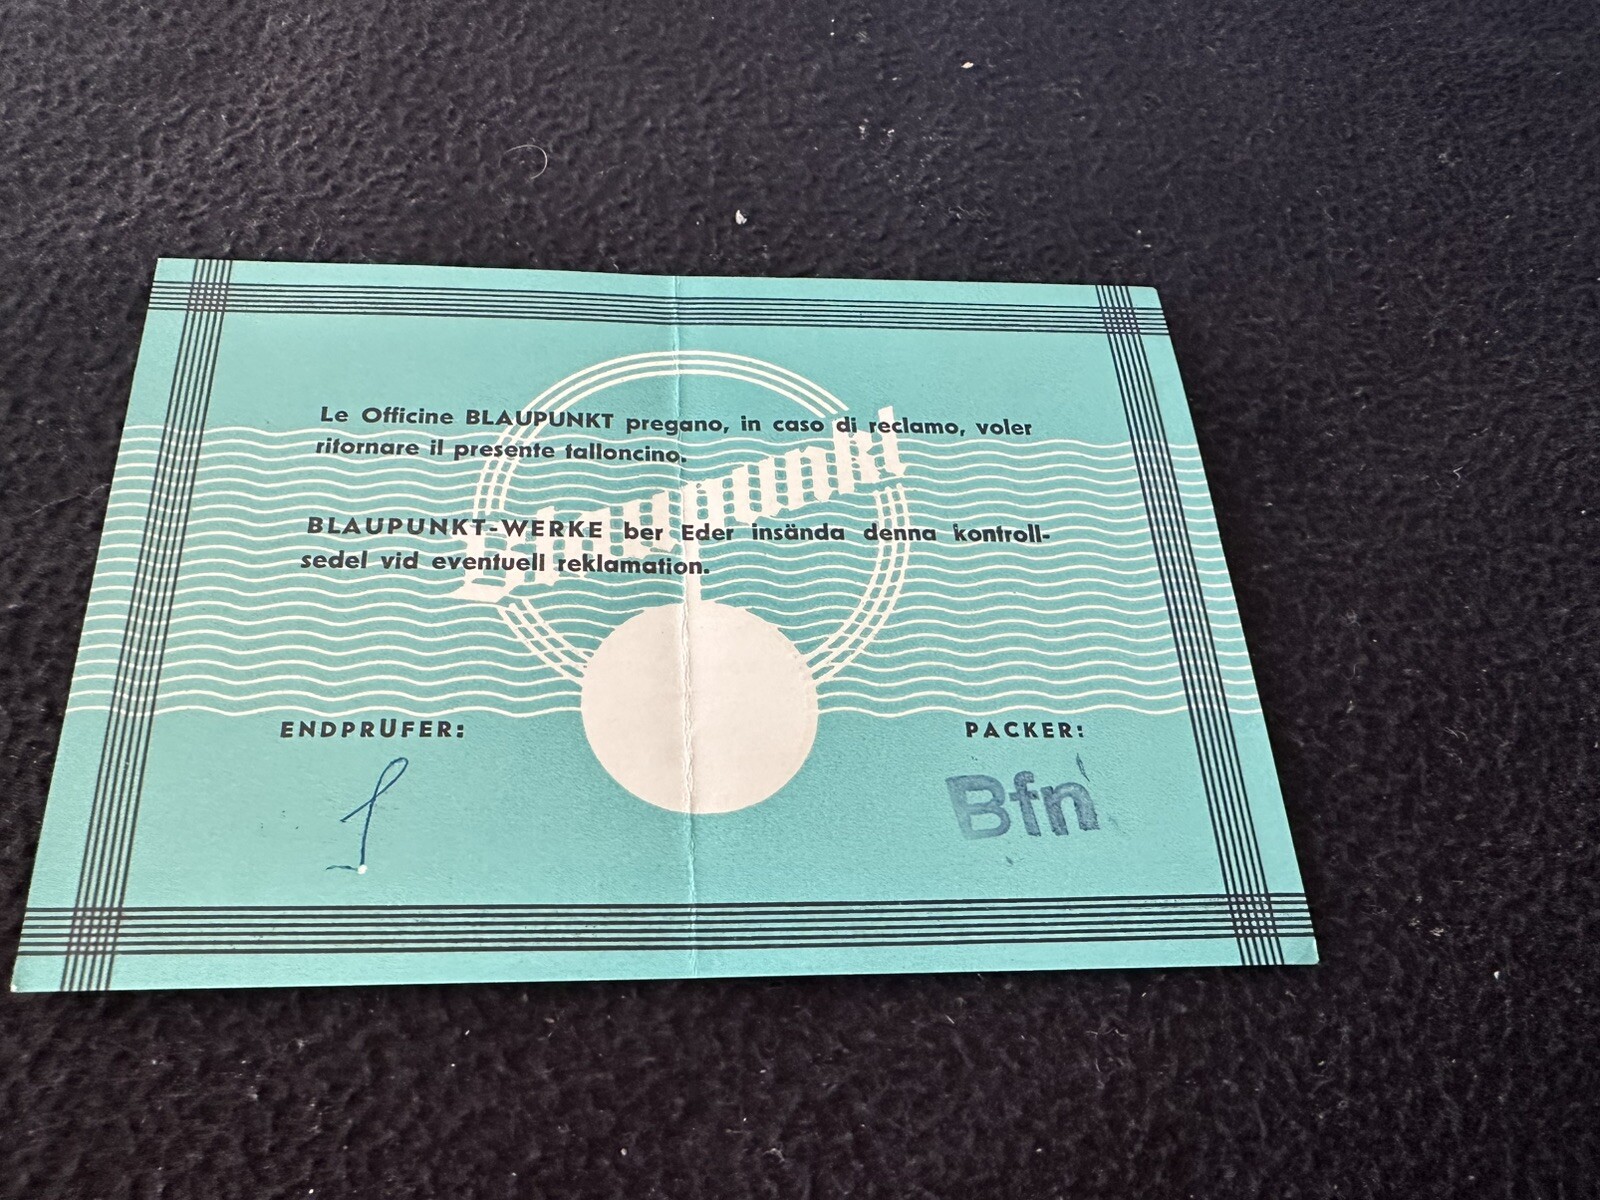 Le Officine BLAUPUNKT pregano, in caso di reclamo, voler
ritornare il presente talloncino.
Blaupunkt
BLAUPUNKT-WERKE ber Eder insända denna kontroll-
sedel vid eventuell reklamation.
ENDPRÜFER:
PACKER:
Bfn